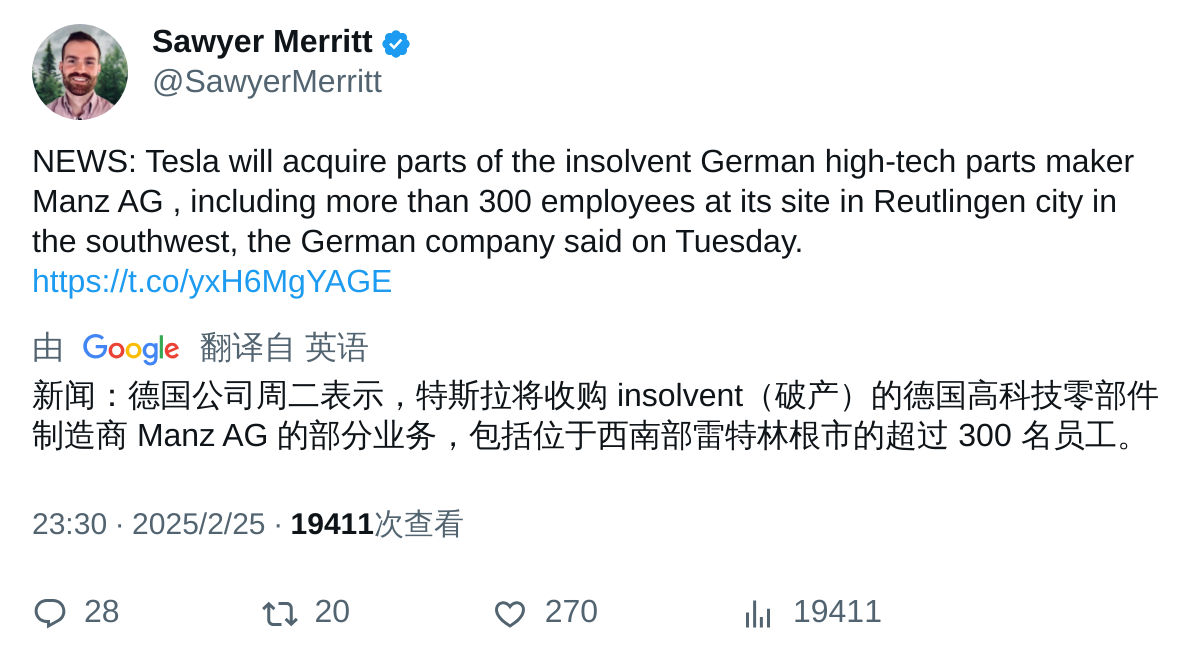 Sawyer Merritt
@SawyerMerritt
NEWS: Tesla will acquire parts of the insolvent German high-tech parts maker
Manz AG , including more than 300 employees at its site in Reutlingen city in
the southwest, the German company said on Tuesday.
https://t.co/yxH6MgYAGE
由 Google 翻译自 英语
新闻：德国公司周二表示，特斯拉将收购 insolvent（破产）的德国高科技零部件
制造商 Manz AG 的部分业务，包括位于西南部雷特林根市的超过 300 名员工。
23:30 · 2025/2/25 · 19411次查看
28 20 270 19411